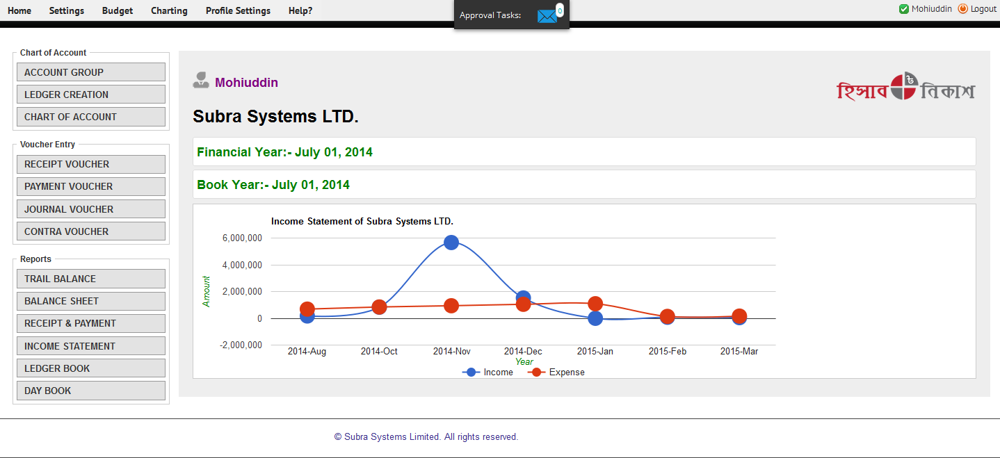 Home Settings Budget Charting Profile Settings Help? Approval Tasks: 0 Mohiuddin Logout
Chart of Account
ACCOUNT GROUP
LEDGER CREATION
CHART OF ACCOUNT
Voucher Entry
RECEIPT VOUCHER
PAYMENT VOUCHER
JOURNAL VOUCHER
CONTRA VOUCHER
Reports
TRAIL BALANCE
BALANCE SHEET
RECEIPT & PAYMENT
INCOME STATEMENT
LEDGER BOOK
DAY BOOK
Mohiuddin
হিসাব ৳ নিকাশ
Subra Systems LTD.
Financial Year:- July 01, 2014
Book Year:- July 01, 2014
Income Statement of Subra Systems LTD.
Amount
6,000,000
4,000,000
2,000,000
0
-2,000,000
2014-Aug 2014-Oct 2014-Nov 2014-Dec 2015-Jan 2015-Feb 2015-Mar
Year
Income Expense
© Subra Systems Limited. All rights reserved.